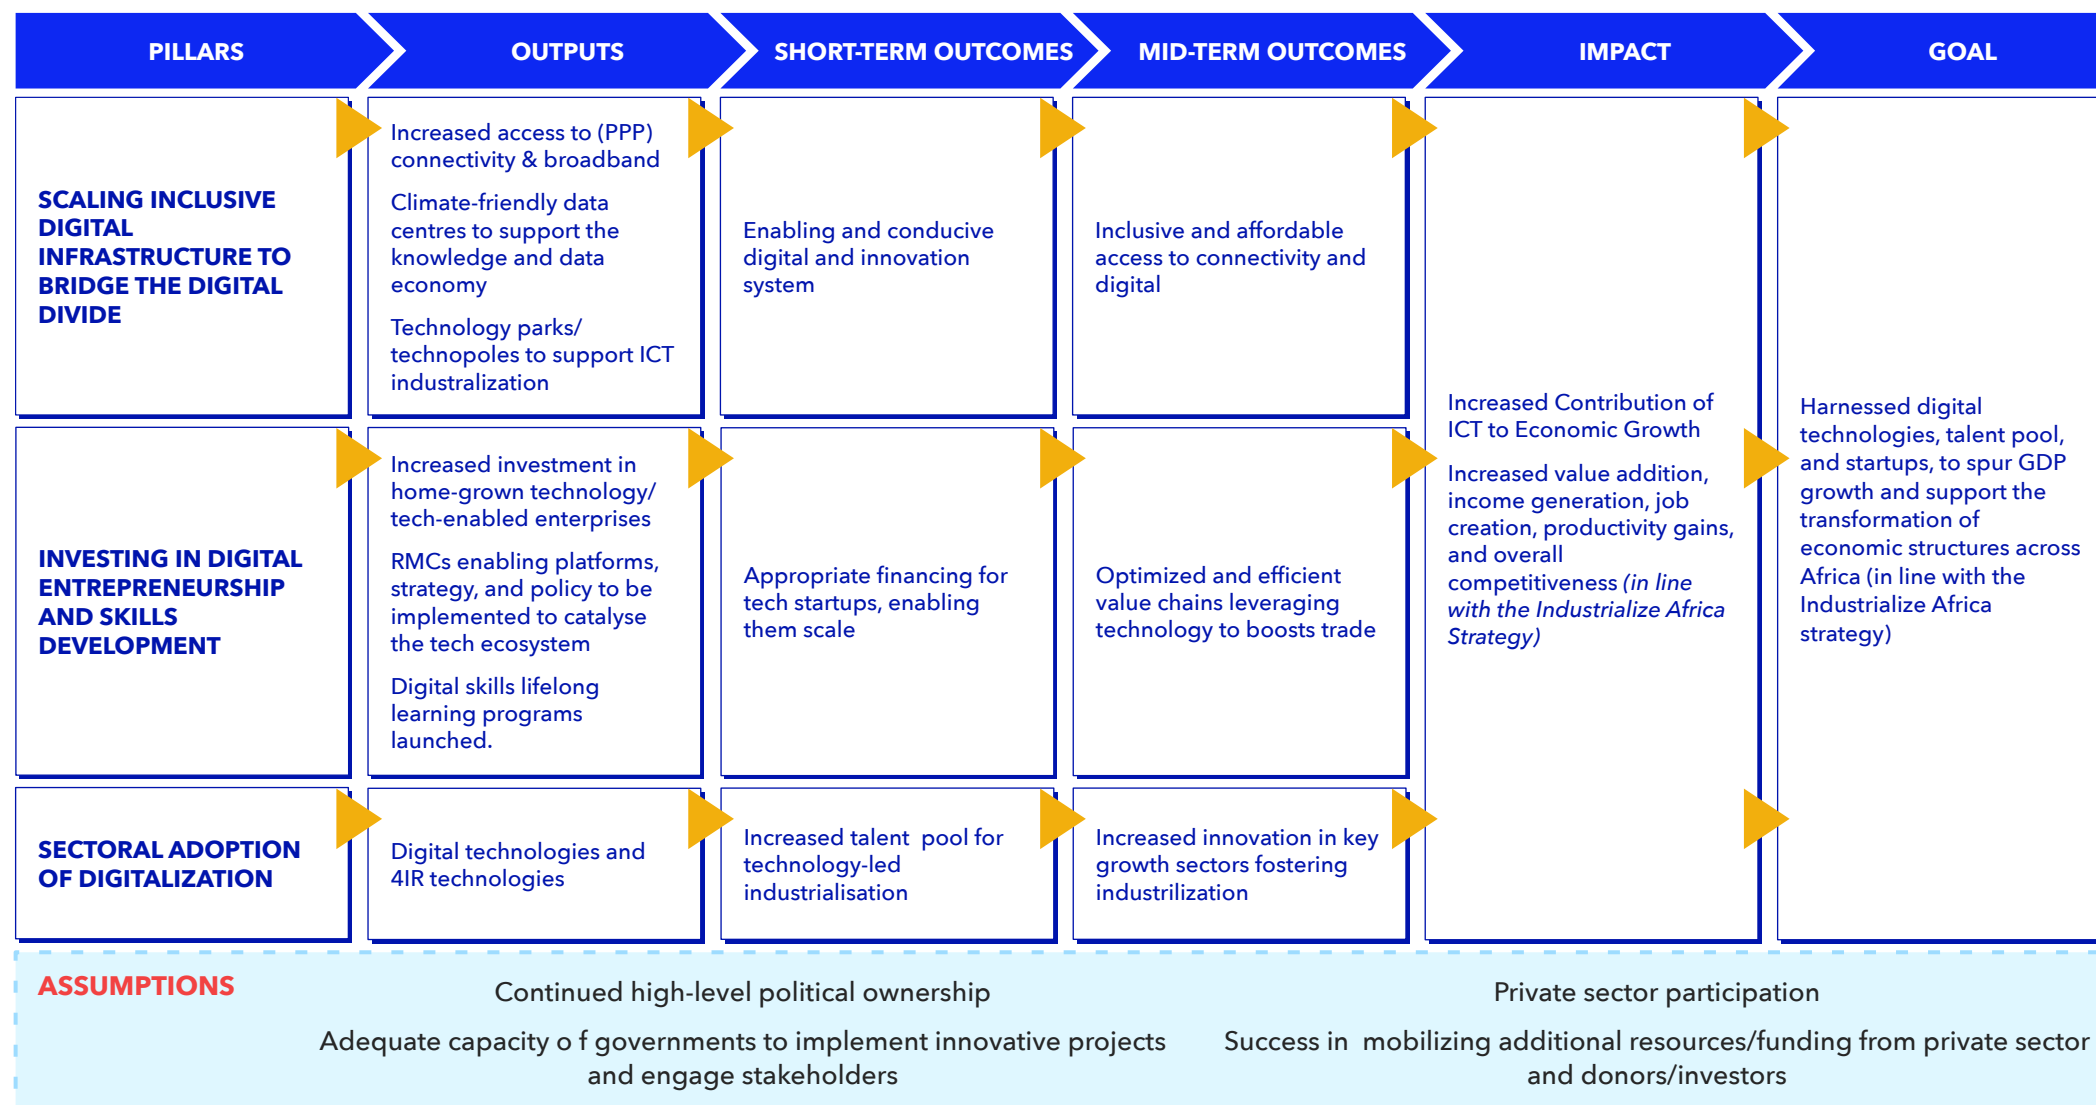 PILLARS
OUTPUTS
SHORT-TERM OUTCOMES
MID-TERM OUTCOMES
IMPACT
GOAL
SCALING INCLUSIVE
DIGITAL
INFRASTRUCTURE TO
BRIDGE THE DIGITAL
DIVIDE
Increased access to (PPP)
connectivity & broadband
Climate-friendly data
centres to support the
knowledge and data
economy
Technology parks/
technopoles to support ICT
industralization
Enabling and conducive
digital and innovation
system
Inclusive and affordable
access to connectivity and
digital
INVESTING IN DIGITAL
ENTREPRENEURSHIP
AND SKILLS
DEVELOPMENT
Increased investment in
home-grown technology/
tech-enabled enterprises
RMCs enabling platforms,
strategy, and policy to be
implemented to catalyse
the tech ecosystem
Digital skills lifelong
learning programs
launched.
Appropriate financing for
tech startups, enabling
them scale
Optimized and efficient
value chains leveraging
technology to boosts trade
SECTORAL ADOPTION
OF DIGITALIZATION
Digital technologies and
4IR technologies
Increased talent  pool for
technology-led
industrialisation
Increased innovation in key
growth sectors fostering
industrilization
Increased Contribution of
ICT to Economic Growth
Increased value addition,
income generation, job
creation, productivity gains,
and overall
competitiveness (in line
with the Industrialize Africa
Strategy)
Harnessed digital
technologies, talent pool,
and startups, to spur GDP
growth and support the
transformation of
economic structures across
Africa (in line with the
Industrialize Africa
strategy)
ASSUMPTIONS
Continued high-level political ownership
Adequate capacity o f governments to implement innovative projects
and engage stakeholders
Private sector participation
Success in  mobilizing additional resources/funding from private sector
and donors/investors